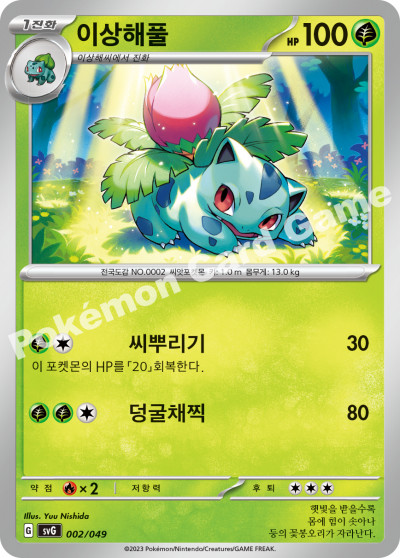 1진화
이상해풀
HP 100
이상해씨에서 진화
전국도감 NO.0002 씨앗포켓몬 키: 1.0 m 몸무게: 13.0 kg
씨뿌리기 30
이 포켓몬의 HP를 「20」회복한다.
덩굴채찍 80
약점 ×2 저항력 후퇴
Illus. Yuu Nishida
G svG 002/049
햇빛을 받을수록
몸에 힘이 솟아나
등의 꽃봉오리가 자라난다.
©2023 Pokémon/Nintendo/Creatures/GAME FREAK.
Pokémon Card Game